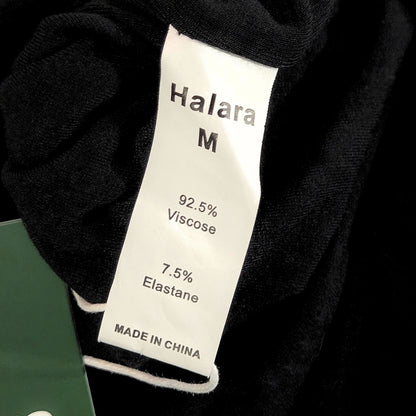 Halara
M
92.5%
Viscose
7.5%
Elastane
MADE IN CHINA